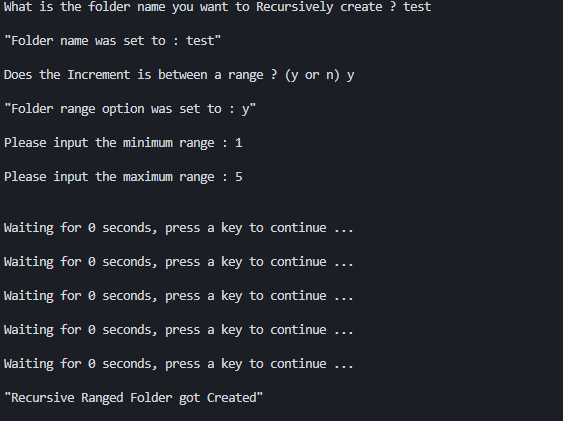 What is the folder name you want to Recursively create ? test
"Folder name was set to : test"
Does the Increment is between a range ? (y or n) y
"Folder range option was set to : y"
Please input the minimum range : 1
Please input the maximum range : 5
Waiting for 0 seconds, press a key to continue ...
Waiting for 0 seconds, press a key to continue ...
Waiting for 0 seconds, press a key to continue ...
Waiting for 0 seconds, press a key to continue ...
Waiting for 0 seconds, press a key to continue ...
"Recursive Ranged Folder got Created"